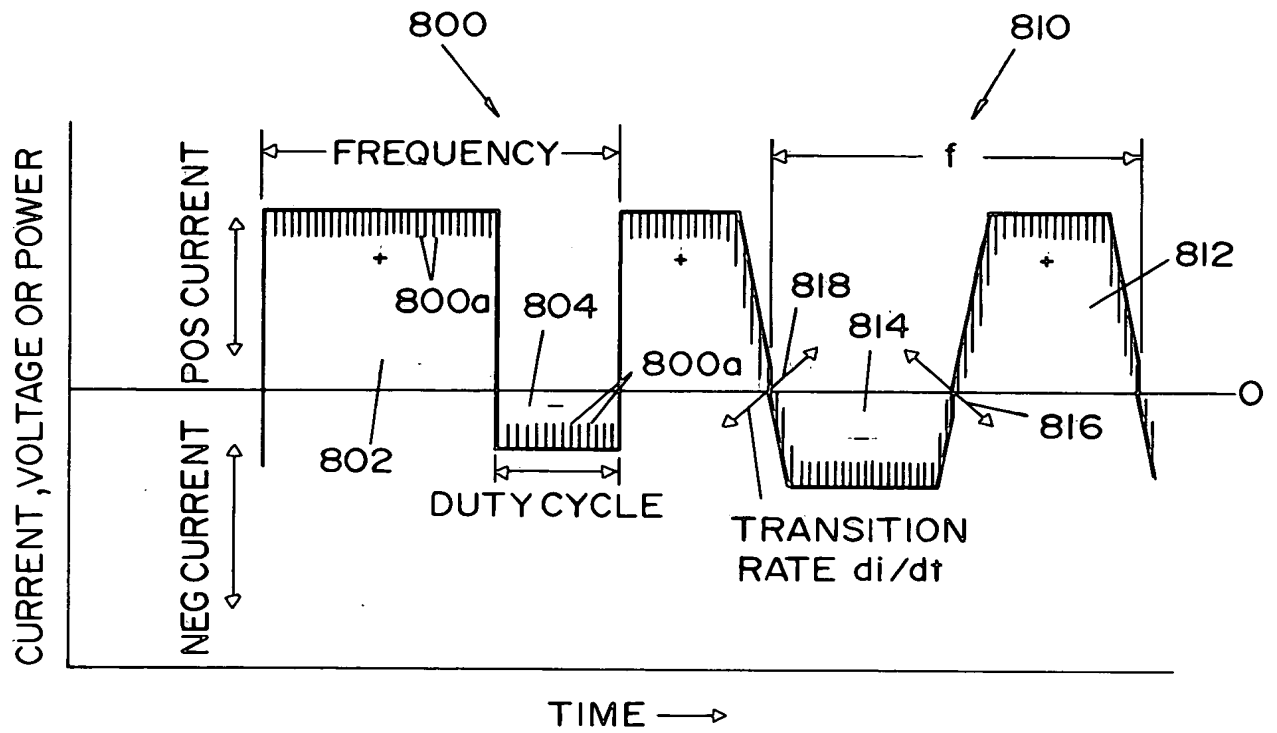 800
810
CURRENT, VOLTAGE OR POWER
POS CURRENT
NEG CURRENT
FREQUENCY
f
+
+
+
800a
804
818
814
812
800a
O
802
−
−
816
DUTY CYCLE
TRANSITION
RATE di/dt
TIME